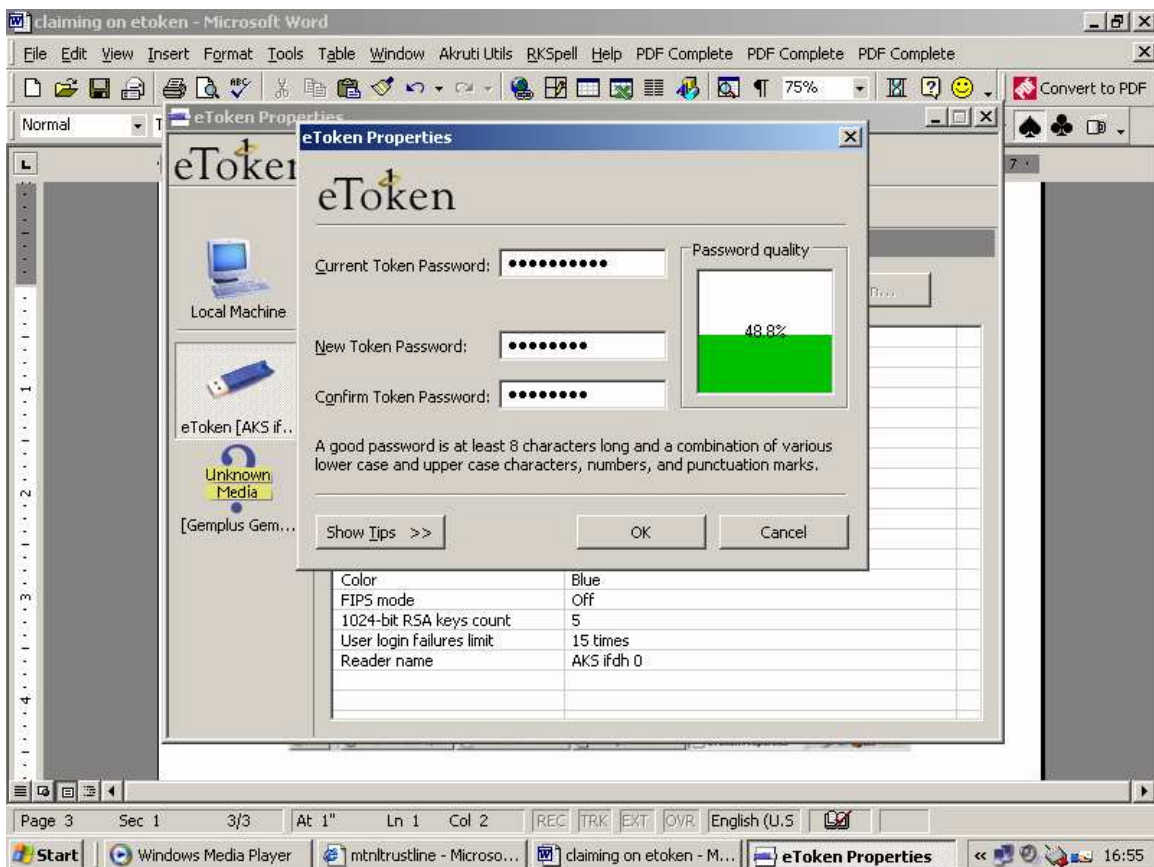 claiming on etoken - Microsoft Word
File Edit View Insert Format Tools Table Window Akruti Utils RKSpell Help PDF Complete PDF Complete PDF Complete
75% Convert to PDF
Normal
eToken Properties
7
eToken Properties
eToken
Current Token Password: ••••••••••
Password quality
48.8%
Local Machine
New Token Password: ••••••••
Confirm Token Password: ••••••••
eToken [AKS if..
A good password is at least 8 characters long and a combination of various
lower case and upper case characters, numbers, and punctuation marks.
Unknown
Media
[Gemplus Gem...
Show Tips >>
OK
Cancel
Color Blue
FIPS mode Off
1024-bit RSA keys count 5
User login failures limit 15 times
Reader name AKS ifdh 0
1
2
3
4
Page 3 Sec 1 3/3 At 1" Ln 1 Col 2 REC TRK EXT OVR English (U.S
Start Windows Media Player mtnltrustline - Microso... claiming on etoken - M... eToken Properties « 16:55